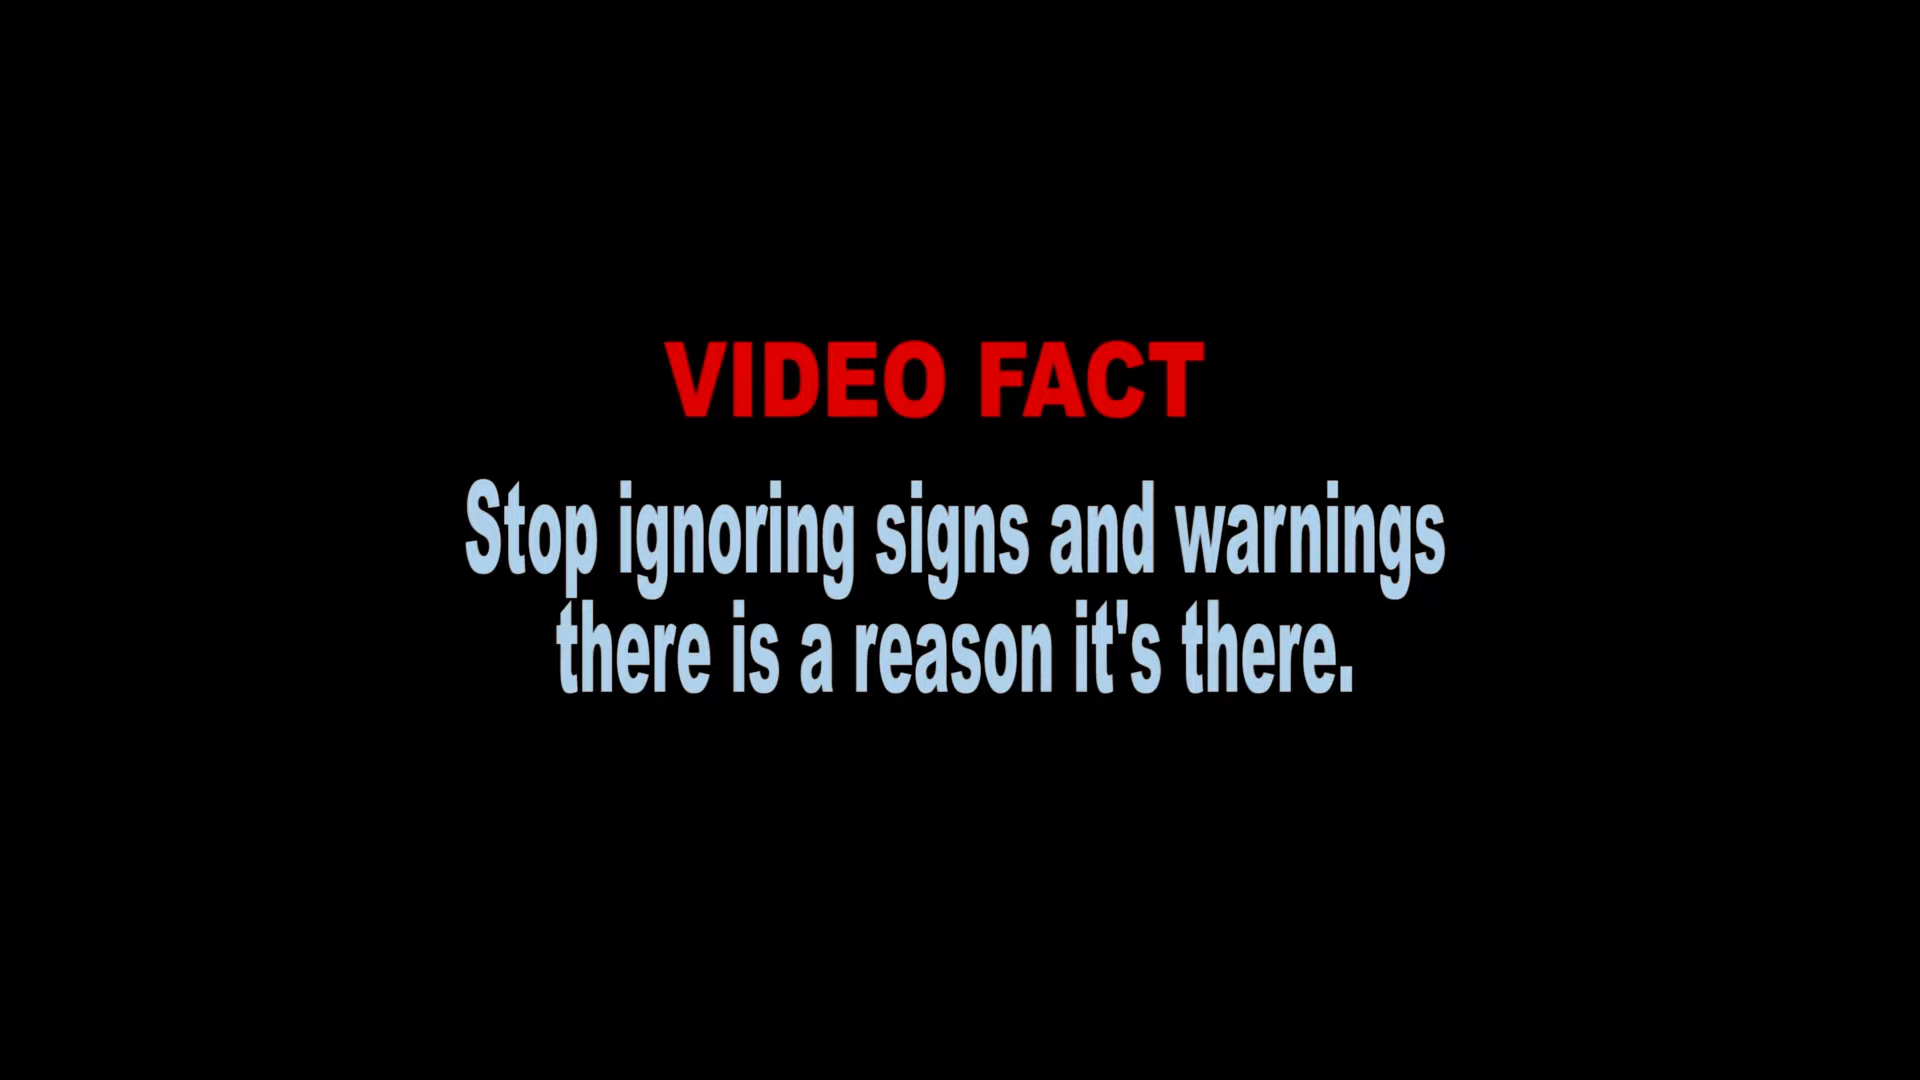 VIDEO FACT
Stop ignoring signs and warnings
there is a reason it's there.